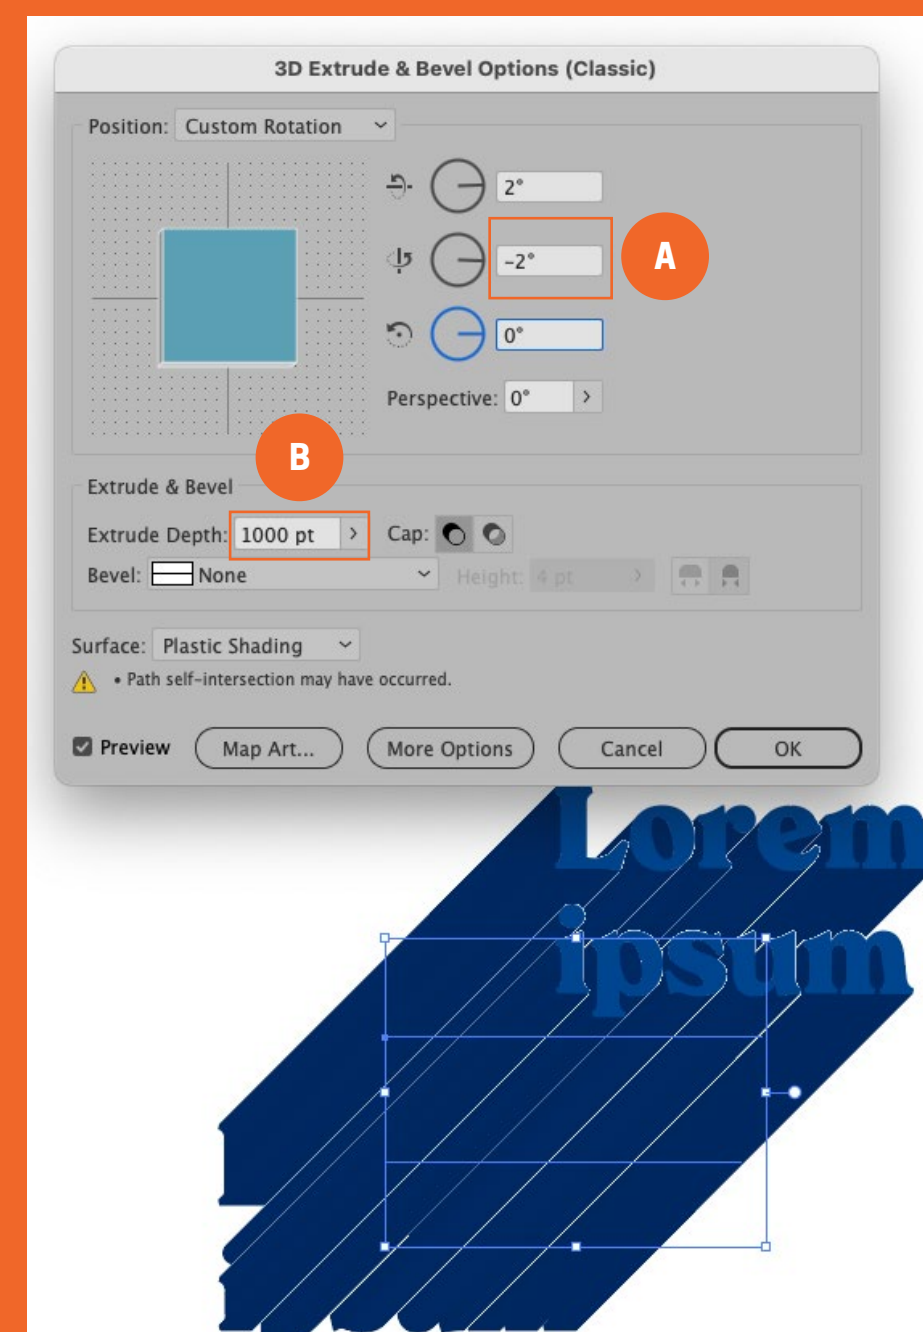 3D Extrude & Bevel Options (Classic)
Position: Custom Rotation
2°
-2°
A
0°
Perspective: 0°
B
Extrude & Bevel
Extrude Depth: 1000 pt Cap:
Bevel: None Height: 4 pt
Surface: Plastic Shading
• Path self-intersection may have occurred.
Preview Map Art... More Options Cancel OK
Lorem
ipsum